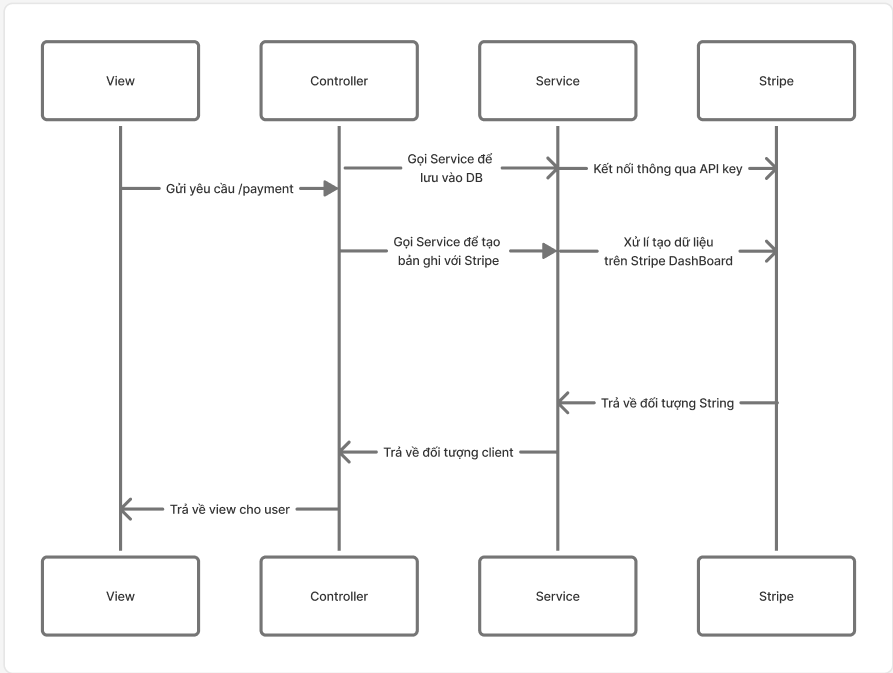 View
Controller
Service
Stripe
Gọi Service để
lưu vào DB
Kết nối thông qua API key
Gửi yêu cầu /payment
Gọi Service để tạo
bản ghi với Stripe
Xử lí tạo dữ liệu
trên Stripe DashBoard
Trả về đối tượng String
Trả về đối tượng client
Trả về view cho user
View
Controller
Service
Stripe